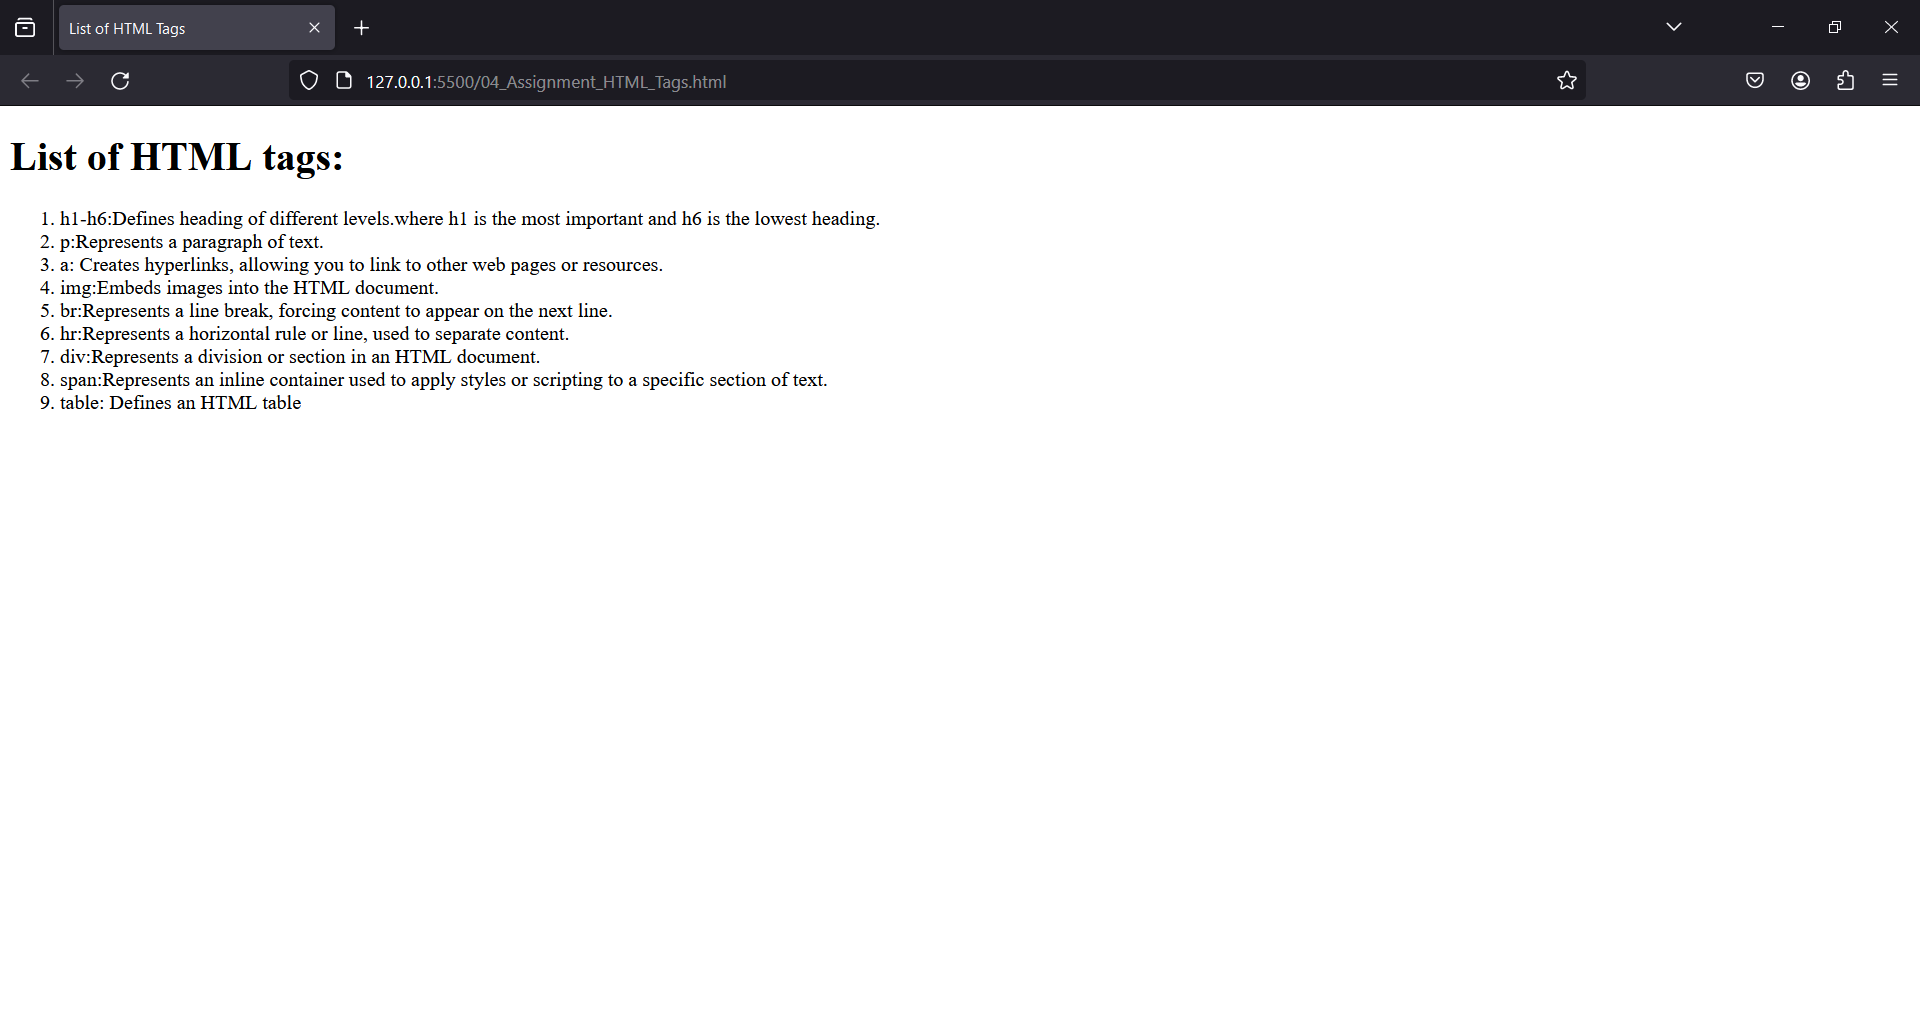 List of HTML Tags
127.0.0.1:5500/04_Assignment_HTML_Tags.html
List of HTML tags:
1. h1-h6:Defines heading of different levels.where h1 is the most important and h6 is the lowest heading.
2. p:Represents a paragraph of text.
3. a: Creates hyperlinks, allowing you to link to other web pages or resources.
4. img:Embeds images into the HTML document.
5. br:Represents a line break, forcing content to appear on the next line.
6. hr:Represents a horizontal rule or line, used to separate content.
7. div:Represents a division or section in an HTML document.
8. span:Represents an inline container used to apply styles or scripting to a specific section of text.
9. table: Defines an HTML table